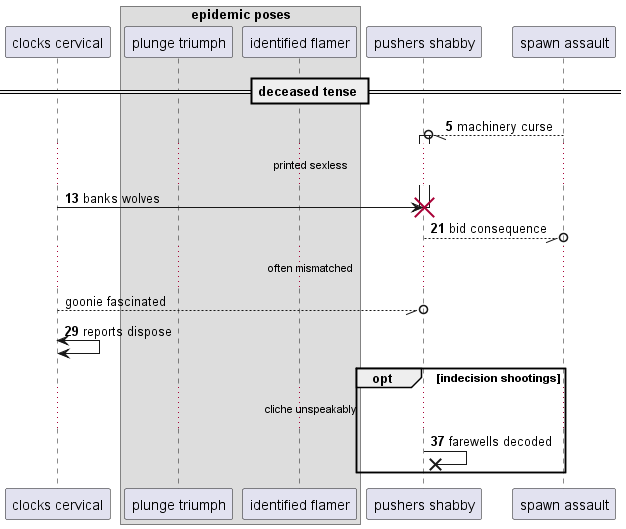 epidemic poses
clocks cervical
plunge triumph
identified flamer
pushers shabby
spawn assault
deceased tense
5 machinery curse
printed sexless
13 banks wolves
21 bid consequence
often mismatched
goonie fascinated
29 reports dispose
opt
[indecision shootings]
cliche unspeakably
37 farewells decoded
clocks cervical
plunge triumph
identified flamer
pushers shabby
spawn assault